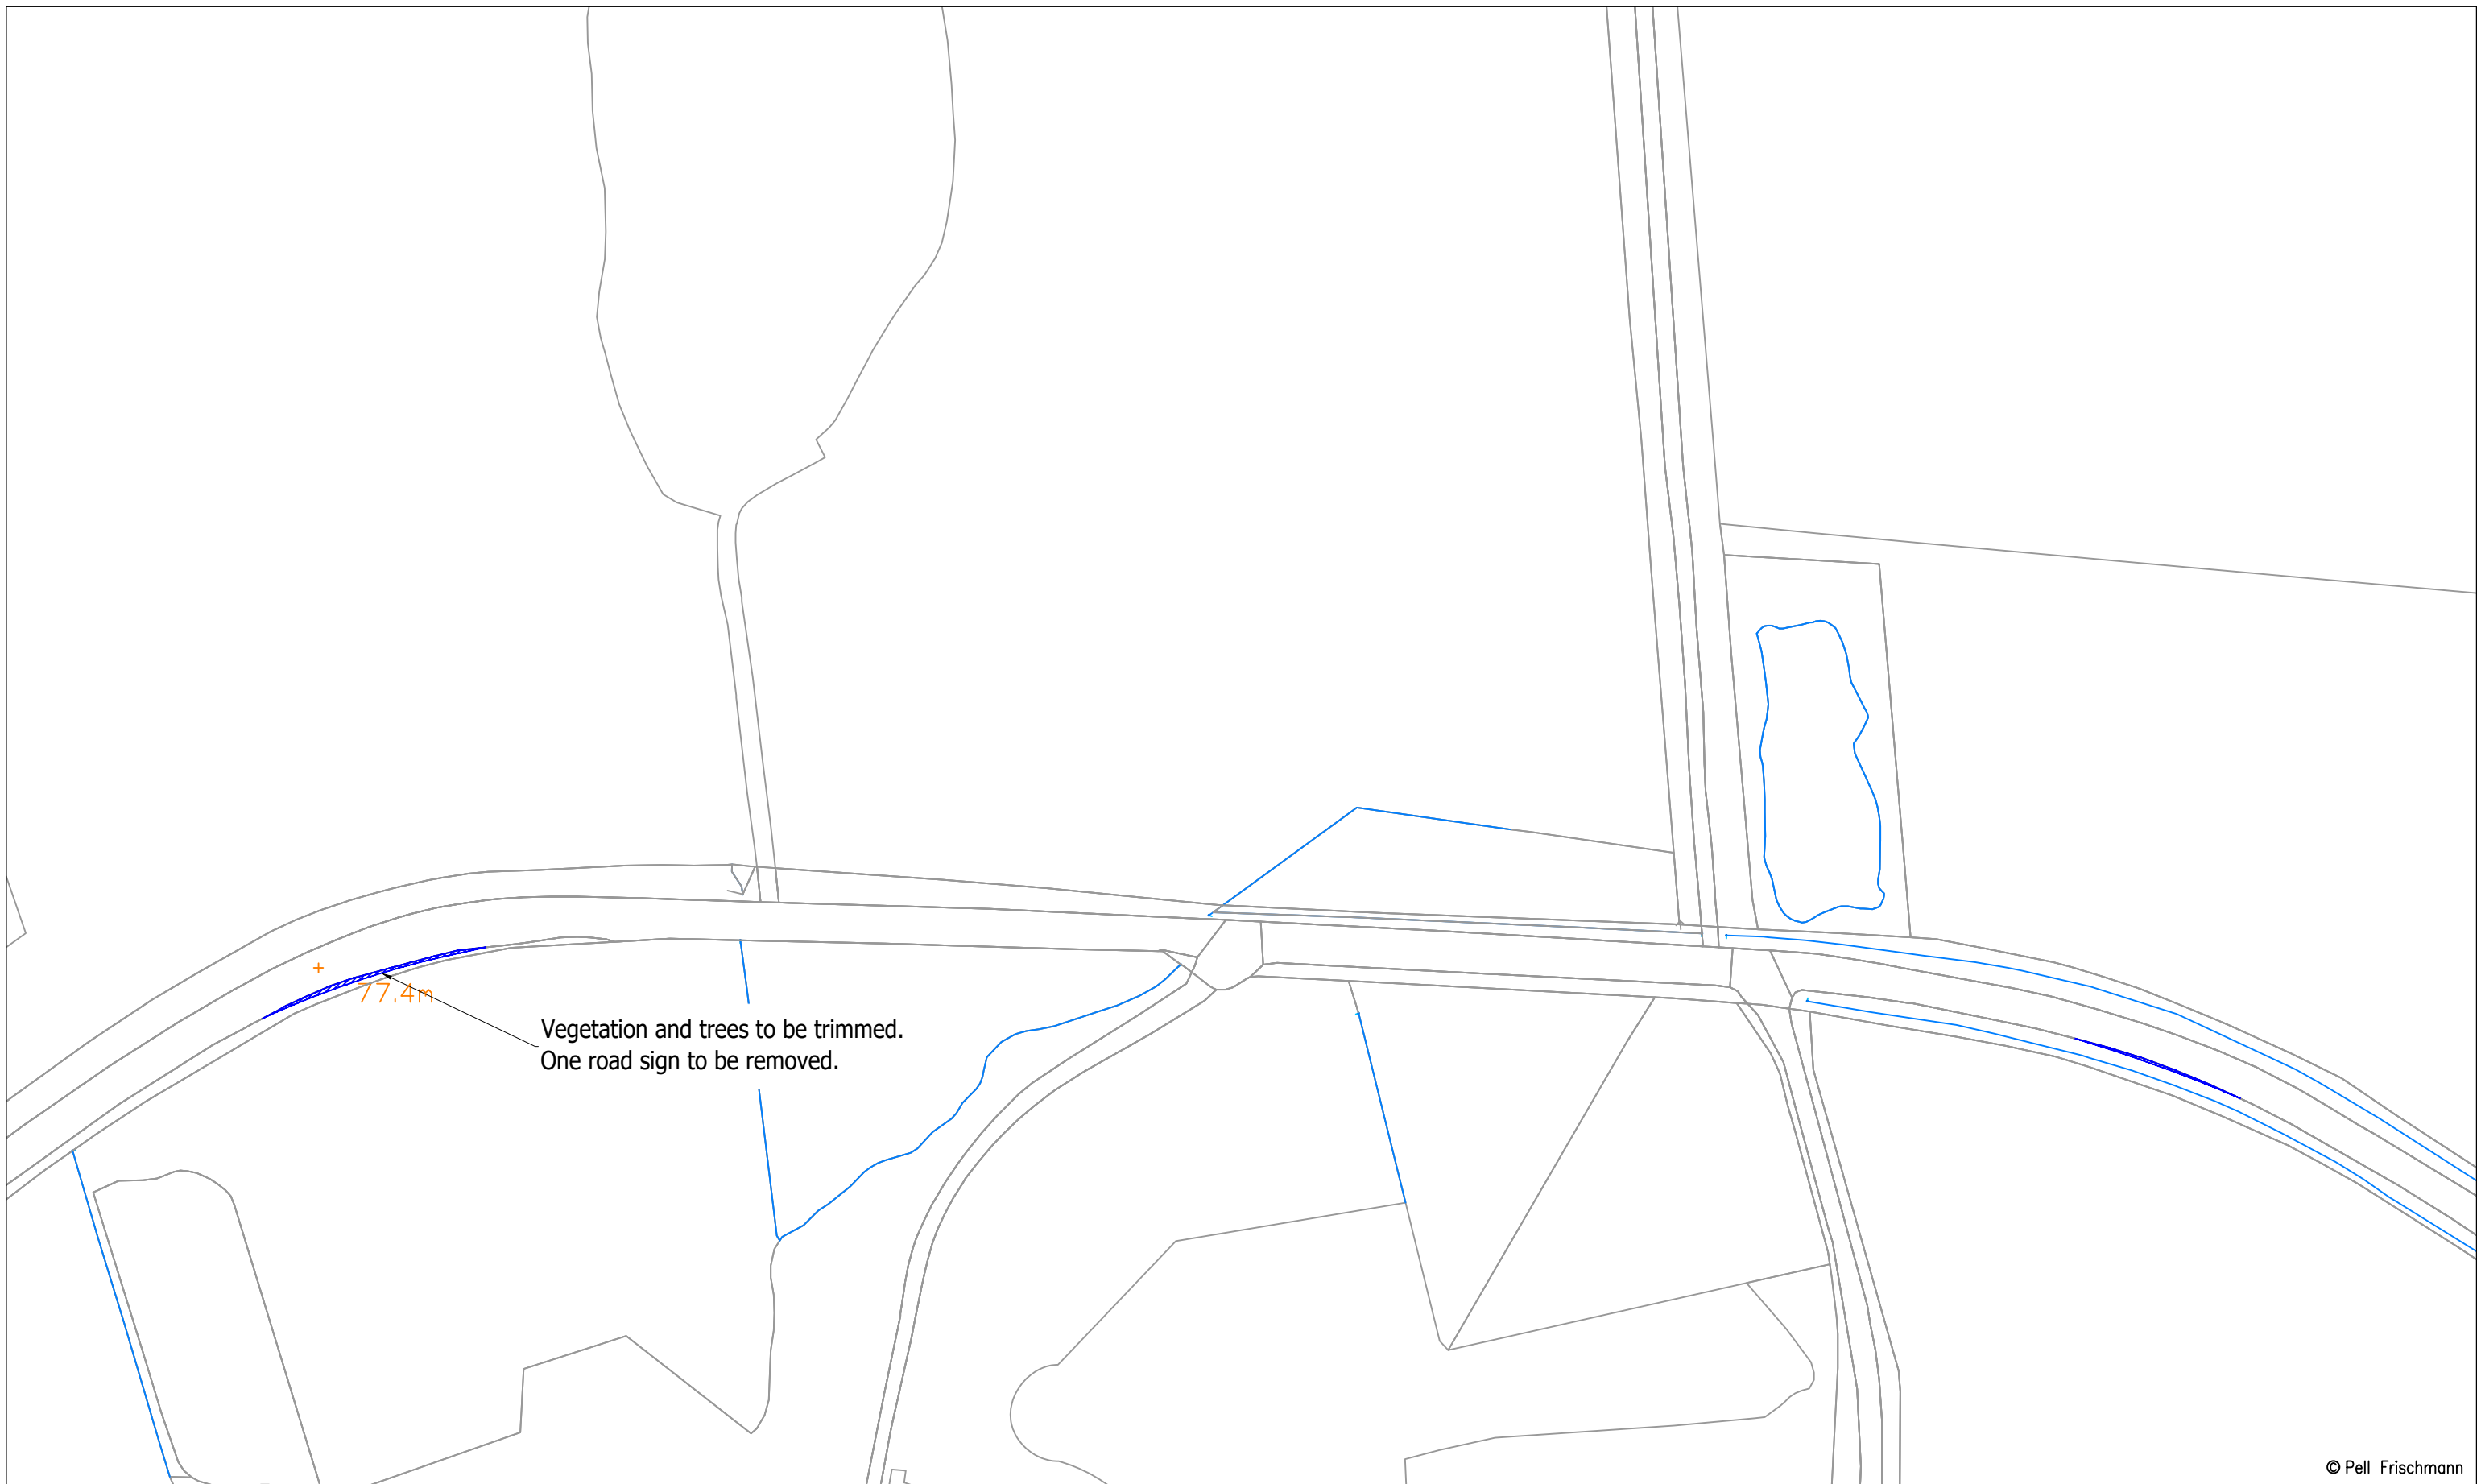 77.4m
Vegetation and trees to be trimmed.
One road sign to be removed.
© Pell Frischmann